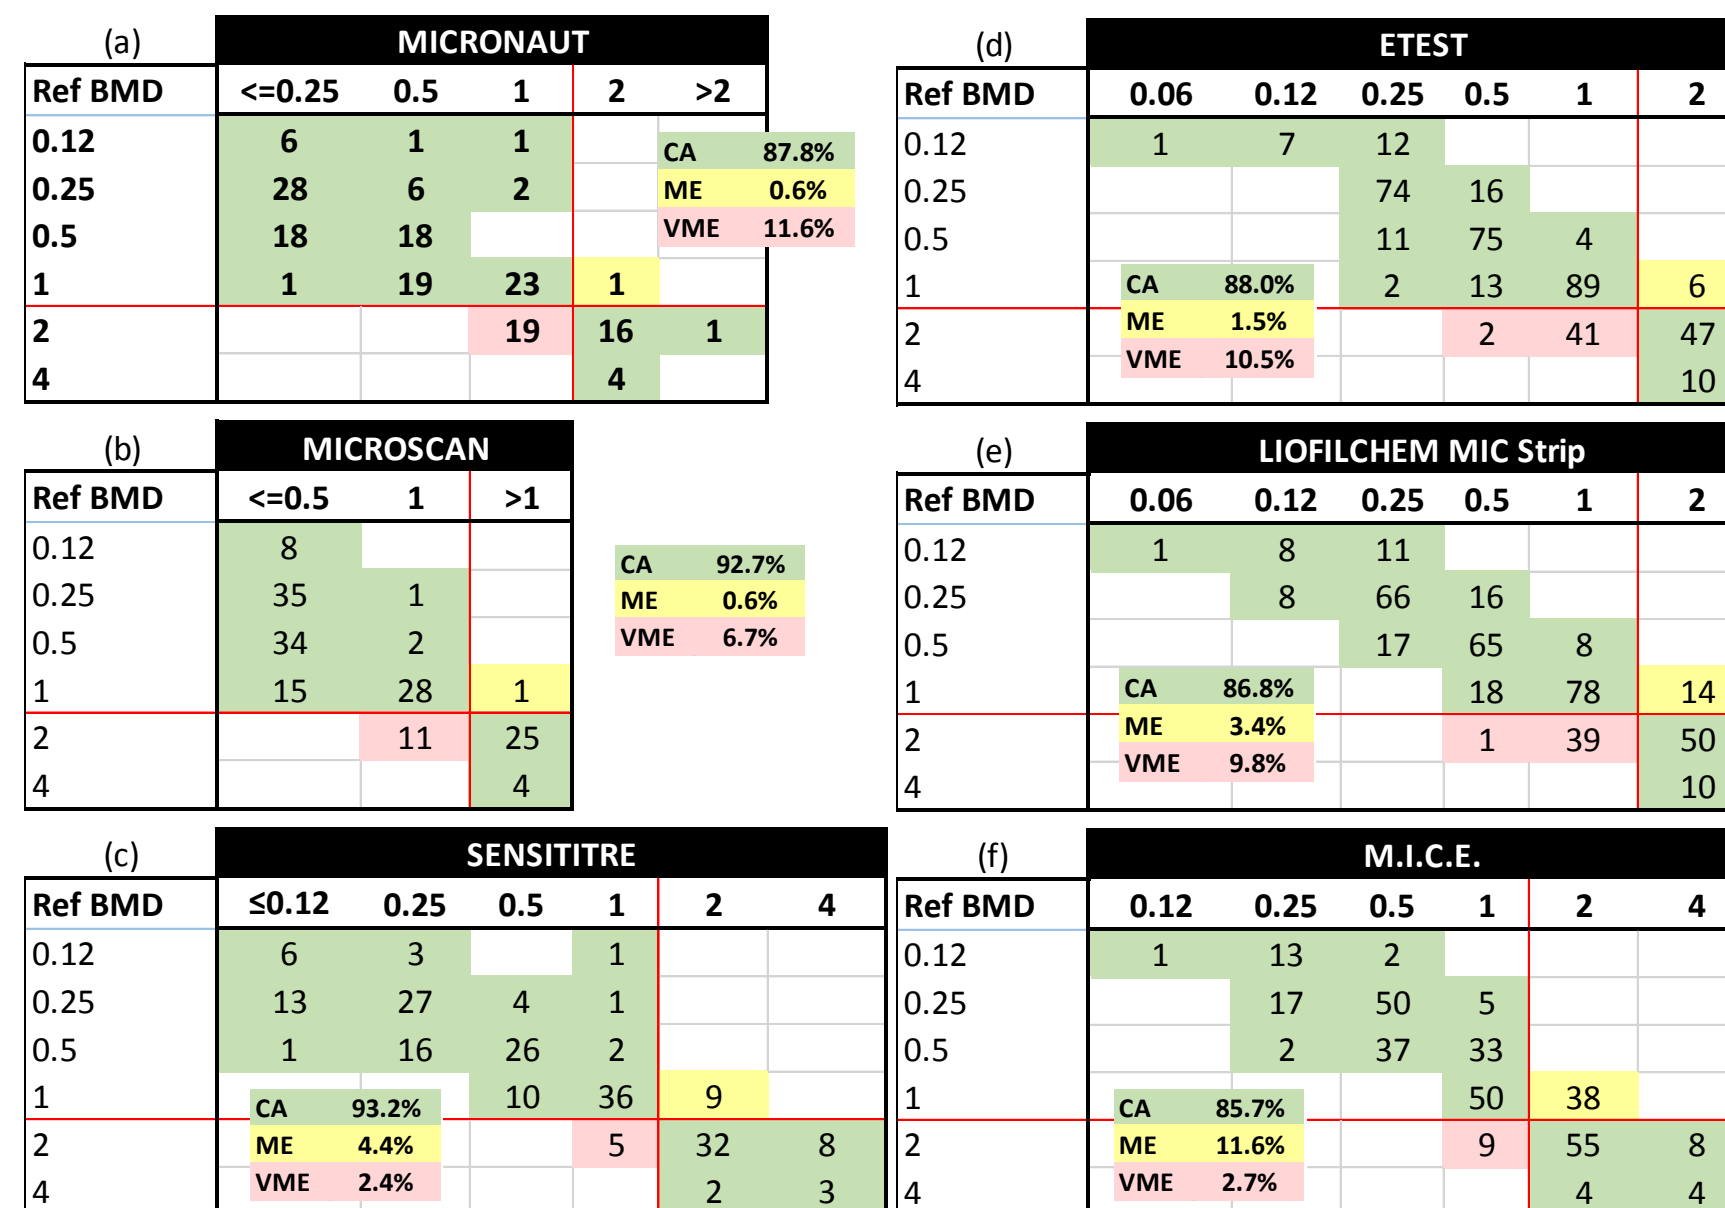 (a) MICRONAUT
Ref BMD <=0.25 0.5 1 2 >2
0.12 6 1 1
0.25 28 6 2
0.5 18 18
1 1 19 23 1
2 19 16 1
4 4
CA 87.8%
ME 0.6%
VME 11.6%
(d) ETEST
Ref BMD 0.06 0.12 0.25 0.5 1 2
0.12 1 7 12
0.25 74 16
0.5 11 75 4
1 2 13 89 6
2 2 41 47
4 10
CA 88.0%
ME 1.5%
VME 10.5%
(b) MICROSCAN
Ref BMD <=0.5 1 >1
0.12 8
0.25 35 1
0.5 34 2
1 15 28 1
2 11 25
4 4
CA 92.7%
ME 0.6%
VME 6.7%
(e) LIOFILCHEM MIC Strip
Ref BMD 0.06 0.12 0.25 0.5 1 2
0.12 1 8 11
0.25 8 66 16
0.5 17 65 8
1 18 78 14
2 1 39 50
4 10
CA 86.8%
ME 3.4%
VME 9.8%
(c) SENSITITRE
Ref BMD ≤0.12 0.25 0.5 1 2 4
0.12 6 3 1
0.25 13 27 4 1
0.5 1 16 26 2
1 10 36 9
2 5 32 8
4 2 3
CA 93.2%
ME 4.4%
VME 2.4%
(f) M.I.C.E.
Ref BMD 0.12 0.25 0.5 1 2 4
0.12 1 13 2
0.25 17 50 5
0.5 2 37 33
1 50 38
2 9 55 8
4 4 4
CA 85.7%
ME 11.6%
VME 2.7%